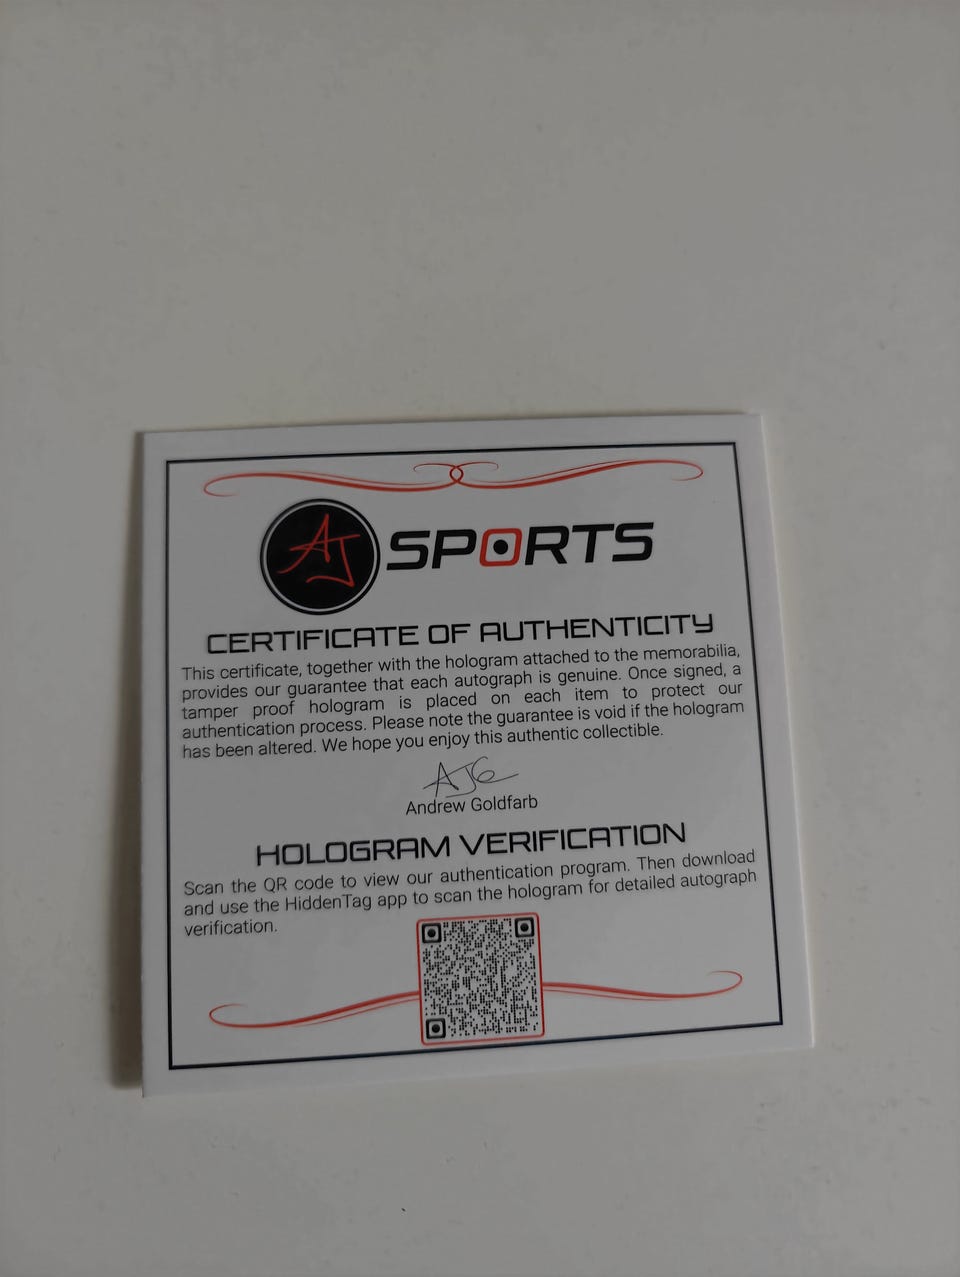 AJ SPORTS
CERTIFICATE OF AUTHENTICITY
This certificate, together with the hologram attached to the memorabilia,
provides our guarantee that each autograph is genuine. Once signed, a
tamper proof hologram is placed on each item to protect our
authentication process. Please note the guarantee is void if the hologram
has been altered. We hope you enjoy this authentic collectible.
AJG
Andrew Goldfarb
HOLOGRAM VERIFICATION
Scan the QR code to view our authentication program. Then download
and use the HiddenTag app to scan the hologram for detailed autograph
verification.